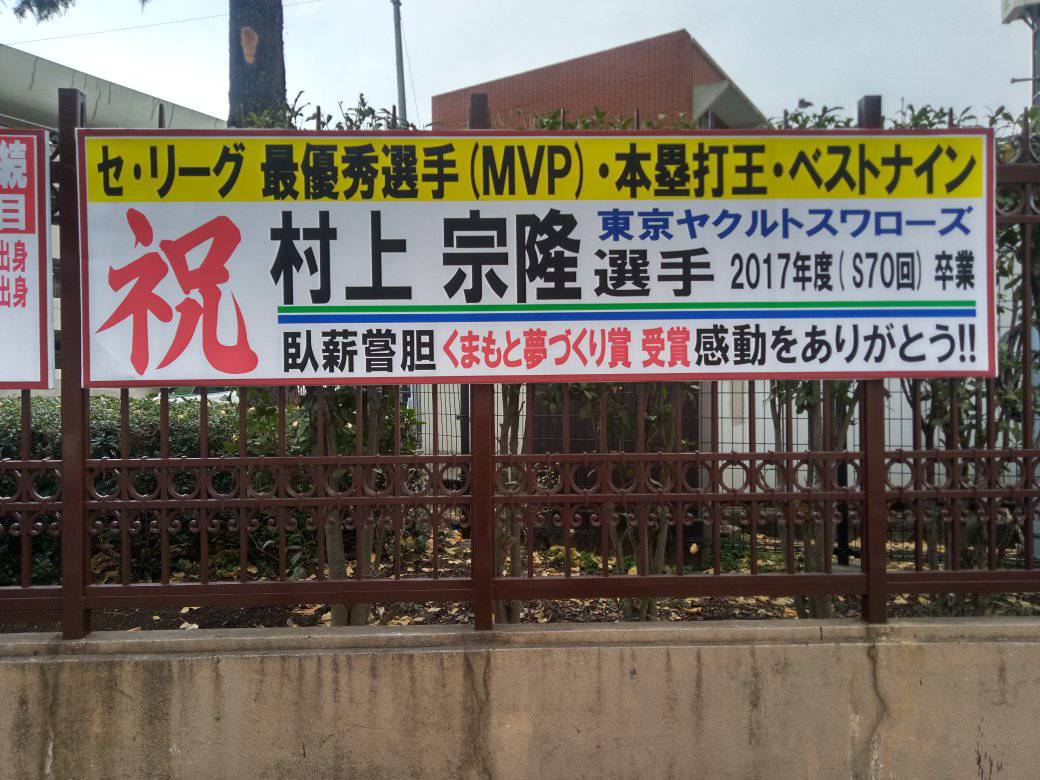 続
目
出身
出身
セ・リーグ 最優秀選手(MVP)・本塁打王・ベストナイン
祝
村上 宗隆 選手
東京ヤクルトスワローズ
2017年度(S70回) 卒業
臥薪嘗胆 くまもと夢づくり賞 受賞 感動をありがとう!!